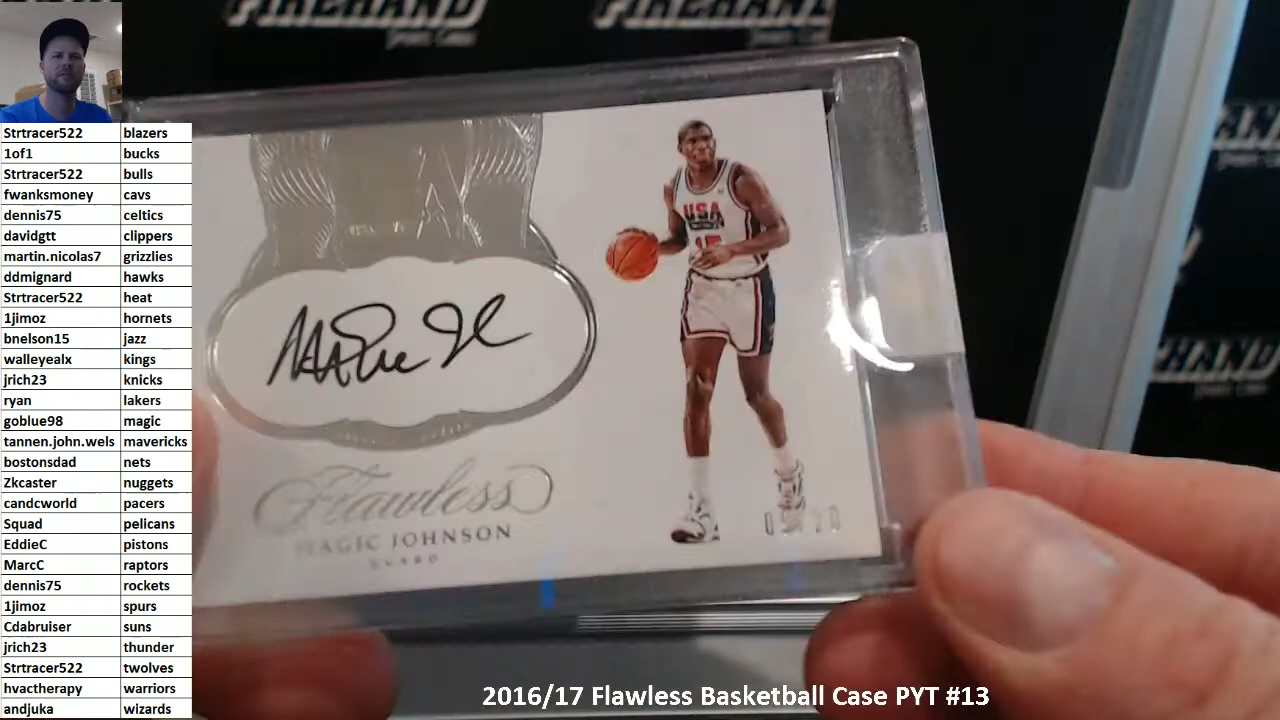 FIREHAND
Strtracer522 blazers
1of1 bucks
Strtracer522 bulls
fwanksmoney cavs
dennis75 celtics
davidgtt clippers
martin.nicolas7 grizzlies
ddmignard hawks
Strtracer522 heat
1jimoz hornets
bnelson15 jazz
walleyealx kings
jrich23 knicks
ryan lakers
goblue98 magic
tannen.john.wels mavericks
bostonsdad nets
Zkcaster nuggets
candcworld pacers
Squad pelicans
EddieC pistons
MarcC raptors
dennis75 rockets
1jimoz spurs
Cdabruiser suns
jrich23 thunder
Strtracer522 twolves
hvactherapy warriors
andjuka wizards
USA
15
Flawless
MAGIC JOHNSON
GUARD
2016/17 Flawless Basketball Case PYT #13